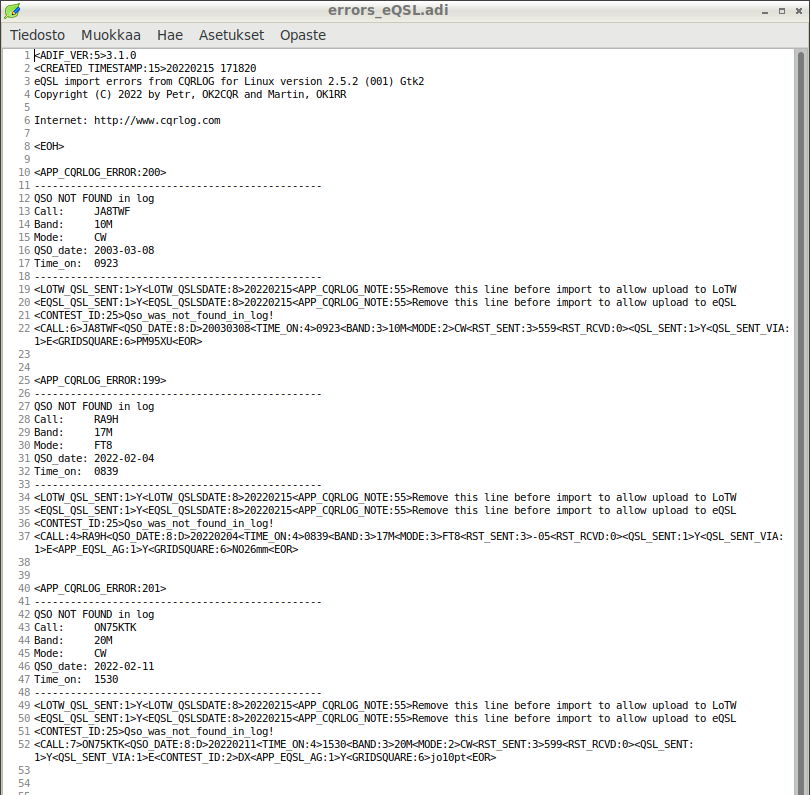 errors_eQSL.adi
Tiedosto Muokkaa Hae Asetukset Opaste
1 <ADIF_VER:5>3.1.0
2 <CREATED_TIMESTAMP:15>20220215 171820
3 eQSL import errors from CQRLOG for Linux version 2.5.2 (001) Gtk2
4 Copyright (C) 2022 by Petr, OK2CQR and Martin, OK1RR
5
6 Internet: http://www.cqrlog.com
7
8 <EOH>
9
10 <APP_CQRLOG_ERROR:200>
11 ------------------------------------------------
12 QSO NOT FOUND in log
13 Call:     JA8TWF
14 Band:     10M
15 Mode:     CW
16 QSO_date: 2003-03-08
17 Time_on:  0923
18 ------------------------------------------------
19 <LOTW_QSL_SENT:1>Y<LOTW_QSLSDATE:8>20220215<APP_CQRLOG_NOTE:55>Remove this line before import to allow upload to LoTW
20 <EQSL_QSL_SENT:1>Y<EQSL_QSLSDATE:8>20220215<APP_CQRLOG_NOTE:55>Remove this line before import to allow upload to eQSL
21 <CONTEST_ID:25>Qso_was_not_found_in_log!
22 <CALL:6>JA8TWF<QSO_DATE:8:D>20030308<TIME_ON:4>0923<BAND:3>10M<MODE:2>CW<RST_SENT:3>559<RST_RCVD:0><QSL_SENT:1>Y<QSL_SENT_VIA:
1>E<GRIDSQUARE:6>PM95XU<EOR>
23
24
25 <APP_CQRLOG_ERROR:199>
26 ------------------------------------------------
27 QSO NOT FOUND in log
28 Call:     RA9H
29 Band:     17M
30 Mode:     FT8
31 QSO_date: 2022-02-04
32 Time_on:  0839
33 ------------------------------------------------
34 <LOTW_QSL_SENT:1>Y<LOTW_QSLSDATE:8>20220215<APP_CQRLOG_NOTE:55>Remove this line before import to allow upload to LoTW
35 <EQSL_QSL_SENT:1>Y<EQSL_QSLSDATE:8>20220215<APP_CQRLOG_NOTE:55>Remove this line before import to allow upload to eQSL
36 <CONTEST_ID:25>Qso_was_not_found_in_log!
37 <CALL:4>RA9H<QSO_DATE:8:D>20220204<TIME_ON:4>0839<BAND:3>17M<MODE:3>FT8<RST_SENT:3>-05<RST_RCVD:0><QSL_SENT:1>Y<QSL_SENT_VIA:
1>E<APP_EQSL_AG:1>Y<GRIDSQUARE:6>NO26mm<EOR>
38
39
40 <APP_CQRLOG_ERROR:201>
41 ------------------------------------------------
42 QSO NOT FOUND in log
43 Call:     ON75KTK
44 Band:     20M
45 Mode:     CW
46 QSO_date: 2022-02-11
47 Time_on:  1530
48 ------------------------------------------------
49 <LOTW_QSL_SENT:1>Y<LOTW_QSLSDATE:8>20220215<APP_CQRLOG_NOTE:55>Remove this line before import to allow upload to LoTW
50 <EQSL_QSL_SENT:1>Y<EQSL_QSLSDATE:8>20220215<APP_CQRLOG_NOTE:55>Remove this line before import to allow upload to eQSL
51 <CONTEST_ID:25>Qso_was_not_found_in_log!
52 <CALL:7>ON75KTK<QSO_DATE:8:D>20220211<TIME_ON:4>1530<BAND:3>20M<MODE:2>CW<RST_SENT:3>599<RST_RCVD:0><QSL_SENT:
1>Y<QSL_SENT_VIA:1>E<CONTEST_ID:2>DX<APP_EQSL_AG:1>Y<GRIDSQUARE:6>jo10pt<EOR>
53
54